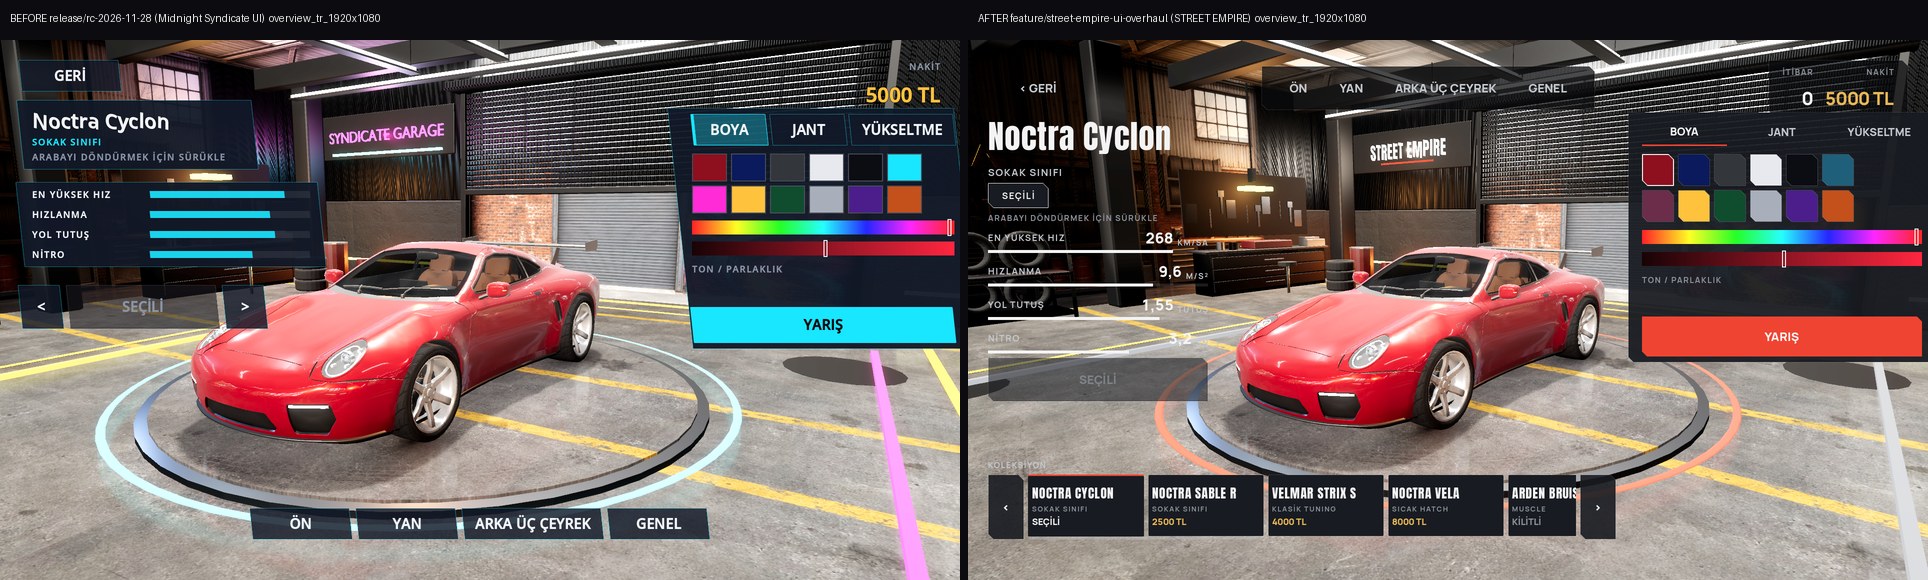 BEFORE release/rc-2026-11-28 (Midnight Syndicate UI) overview_tr_1920x1080
GERİ
NAKİT
5000 TL
Noctra Cyclon
SOKAK SINIFI
ARABAYI DÖNDÜRMEK İÇİN SÜRÜKLE
SYNDICATE GARAGE
BOYA JANT YÜKSELTME
EN YÜKSEK HIZ
HIZLANMA
YOL TUTUŞ
NİTRO
TON / PARLAKLIK
< SEÇİLİ >
YARIŞ
ÖN YAN ARKA ÜÇ ÇEYREK GENEL
AFTER feature/street-empire-ui-overhaul (STREET EMPIRE) overview_tr_1920x1080
‹ GERİ
ÖN YAN ARKA ÜÇ ÇEYREK GENEL
İTİBAR NAKİT
0 5000 TL
Noctra Cyclon
SOKAK SINIFI
SEÇİLİ
ARABAYI DÖNDÜRMEK İÇİN SÜRÜKLE
STREET EMPIRE
BOYA JANT YÜKSELTME
EN YÜKSEK HIZ 268 KM/SA
HIZLANMA 9,6 M/S²
YOL TUTUŞ 1,55
NİTRO 3,2
TON / PARLAKLIK
SEÇİLİ
YARIŞ
KOLEKSİYON
‹
NOCTRA CYCLON
SOKAK SINIFI
SEÇİLİ
NOCTRA SABLE R
SOKAK SINIFI
2500 TL
VELMAR STRIX S
KLASİK TUNING
4000 TL
NOCTRA VELA
SICAK HATCH
8000 TL
ARDEN BRUIS
MUSCLE
KİLİTLİ
›